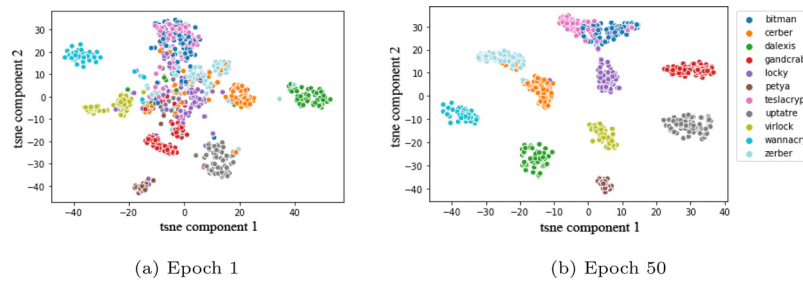 30
20
10
0
−10
−20
−30
−40
tsne component 2
−40
−20
0
20
40
tsne component 1
(a) Epoch 1
30
20
10
0
−10
−20
−30
−40
tsne component 2
−40
−30
−20
−10
0
10
20
30
40
tsne component 1
(b) Epoch 50
bitman
cerber
dalexis
gandcrab
locky
petya
teslacryp
uptatre
virlock
wannacry
zerber